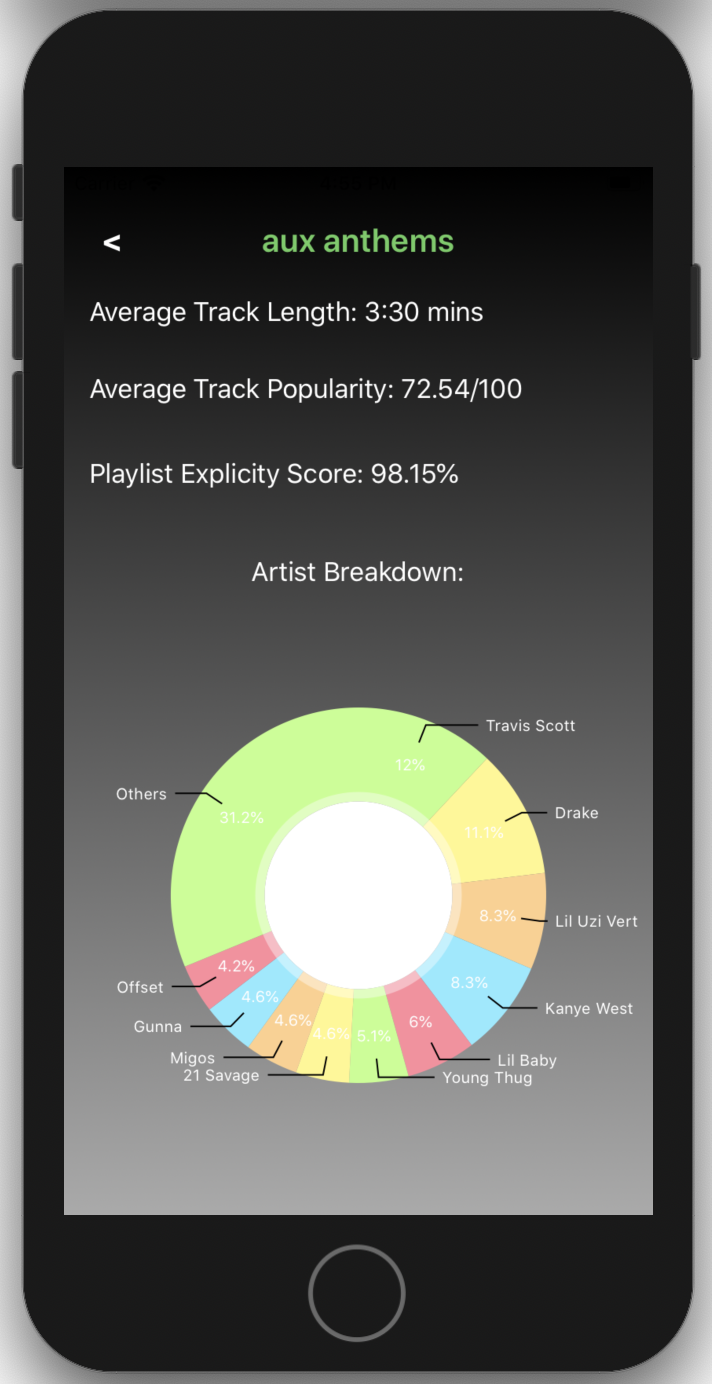 <
aux anthems
Average Track Length: 3:30 mins
Average Track Popularity: 72.54/100
Playlist Explicity Score: 98.15%
Artist Breakdown:
Travis Scott
12%
Others
31.2%
Drake
11.1%
Lil Uzi Vert
8.3%
Kanye West
8.3%
Lil Baby
6%
Young Thug
5.1%
21 Savage
4.6%
Migos
4.6%
Gunna
4.6%
Offset
4.2%